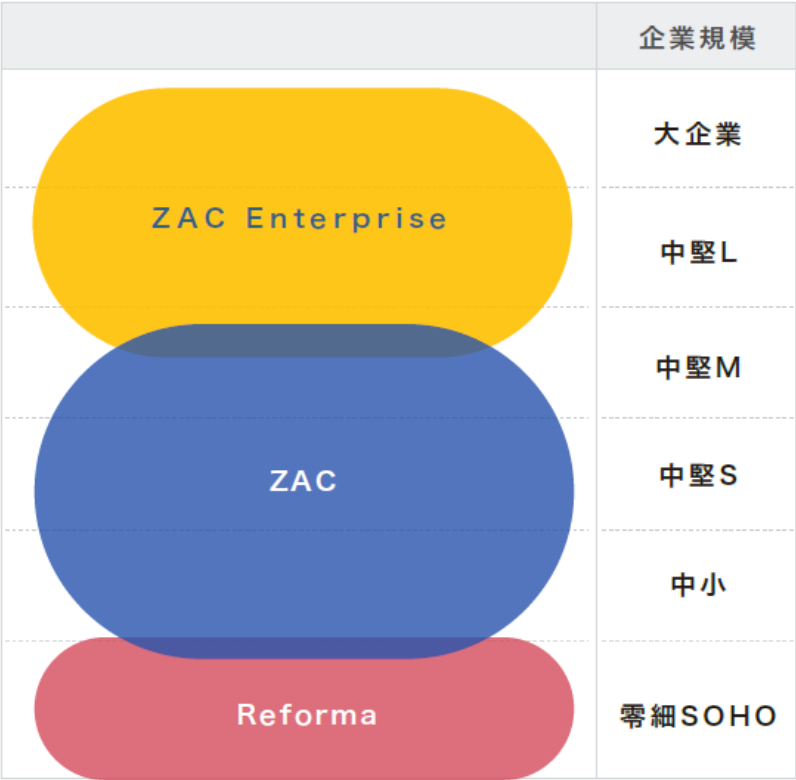 企業規模
大企業
ZAC Enterprise
中堅L
中堅M
ZAC
中堅S
中小
Reforma
零細SOHO